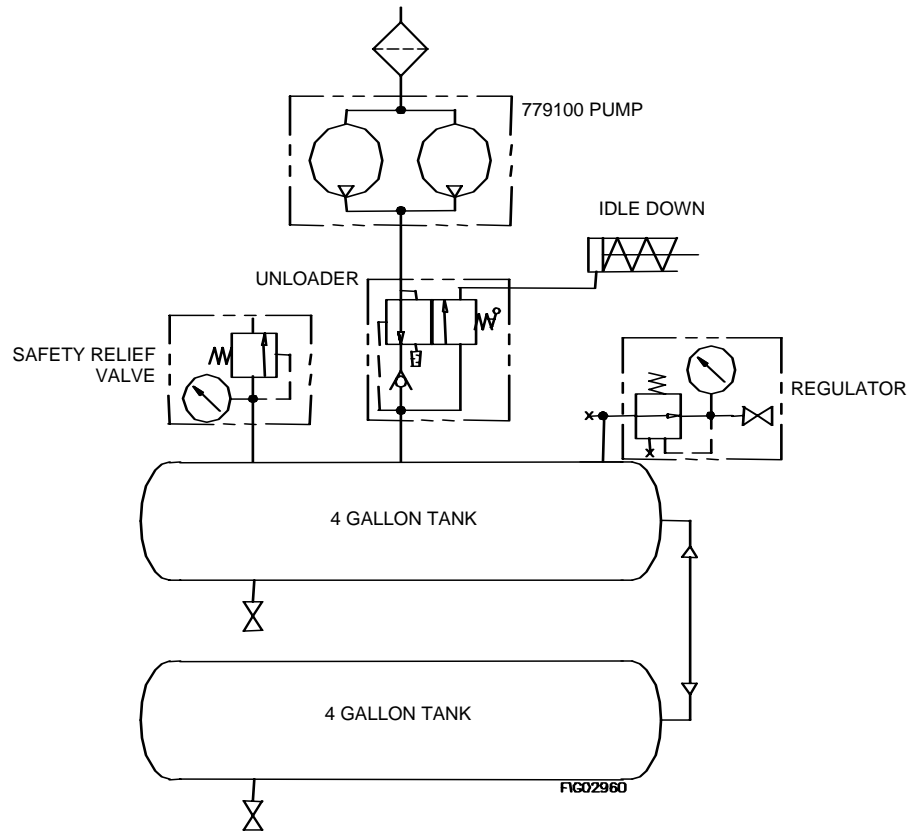 779100 PUMP
IDLE DOWN
UNLOADER
SAFETY RELIEF
VALVE
REGULATOR
4 GALLON TANK
4 GALLON TANK
FIG02960